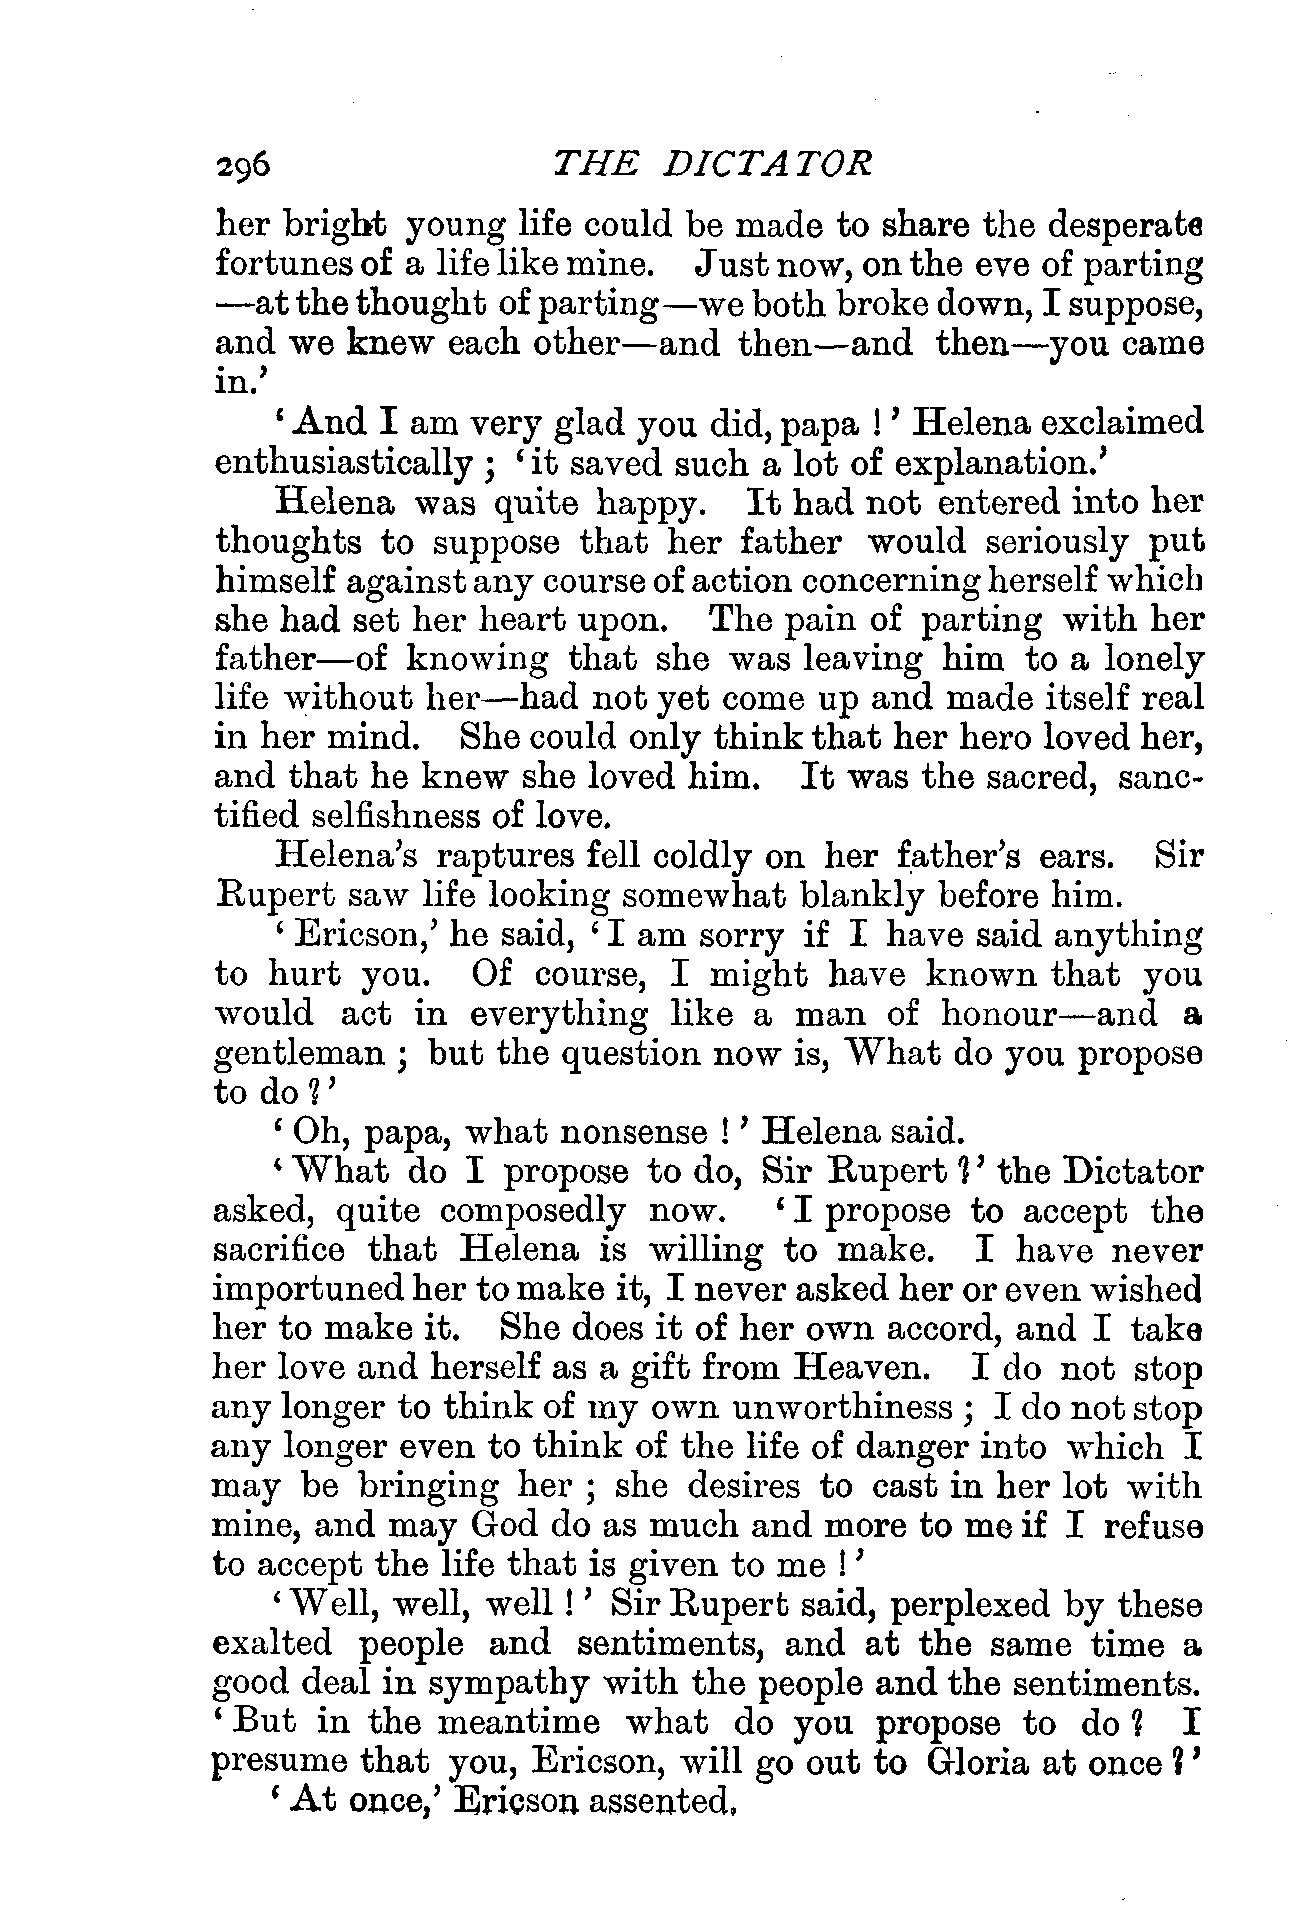 296 THE DICTATOR
her bright young life could be made to share the desperate
fortunes of a life like mine. Just now, on the eve of parting
—at the thought of parting—we both broke down, I suppose,
and we knew each other—and then—and then—you came
in.’
‘And I am very glad you did, papa!’ Helena exclaimed
enthusiastically; ‘it saved such a lot of explanation.’
Helena was quite happy. It had not entered into her
thoughts to suppose that her father would seriously put
himself against any course of action concerning herself which
she had set her heart upon. The pain of parting with her
father—of knowing that she was leaving him to a lonely
life without her—had not yet come up and made itself real
in her mind. She could only think that her hero loved her,
and that he knew she loved him. It was the sacred, sanc-
tified selfishness of love.
Helena’s raptures fell coldly on her father’s ears. Sir
Rupert saw life looking somewhat blankly before him.
‘Ericson,’ he said, ‘I am sorry if I have said anything
to hurt you. Of course, I might have known that you
would act in everything like a man of honour—and a
gentleman; but the question now is, What do you propose
to do?’
‘Oh, papa, what nonsense!’ Helena said.
‘What do I propose to do, Sir Rupert?’ the Dictator
asked, quite composedly now. ‘I propose to accept the
sacrifice that Helena is willing to make. I have never
importuned her to make it, I never asked her or even wished
her to make it. She does it of her own accord, and I take
her love and herself as a gift from Heaven. I do not stop
any longer to think of my own unworthiness; I do not stop
any longer even to think of the life of danger into which I
may be bringing her; she desires to cast in her lot with
mine, and may God do as much and more to me if I refuse
to accept the life that is given to me!’
‘Well, well, well!’ Sir Rupert said, perplexed by these
exalted people and sentiments, and at the same time a
good deal in sympathy with the people and the sentiments.
‘But in the meantime what do you propose to do? I
presume that you, Ericson, will go out to Gloria at once?’
‘At once,’ Ericson assented.